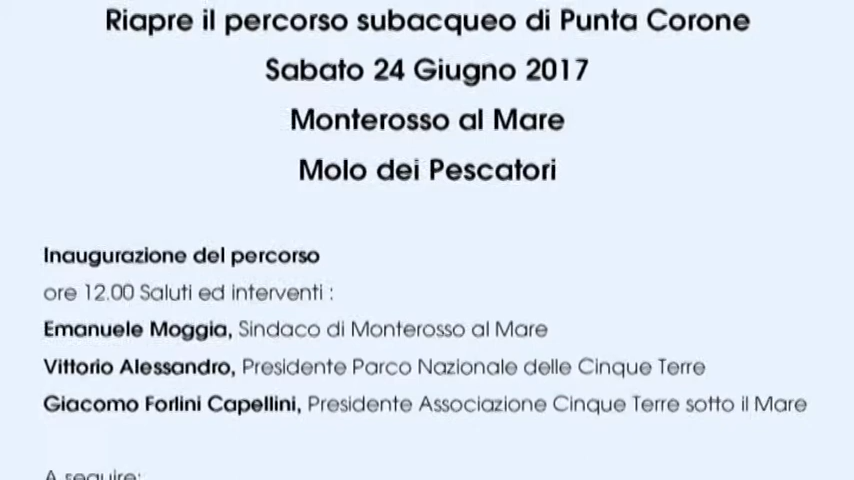 Riapre il percorso subacqueo di Punta Corone
Sabato 24 Giugno 2017
Monterosso al Mare
Molo dei Pescatori
Inaugurazione del percorso
ore 12.00 Saluti ed interventi :
Emanuele Moggia, Sindaco di Monterosso al Mare
Vittorio Alessandro, Presidente Parco Nazionale delle Cinque Terre
Giacomo Forlini Capellini, Presidente Associazione Cinque Terre sotto il Mare
A seguire: